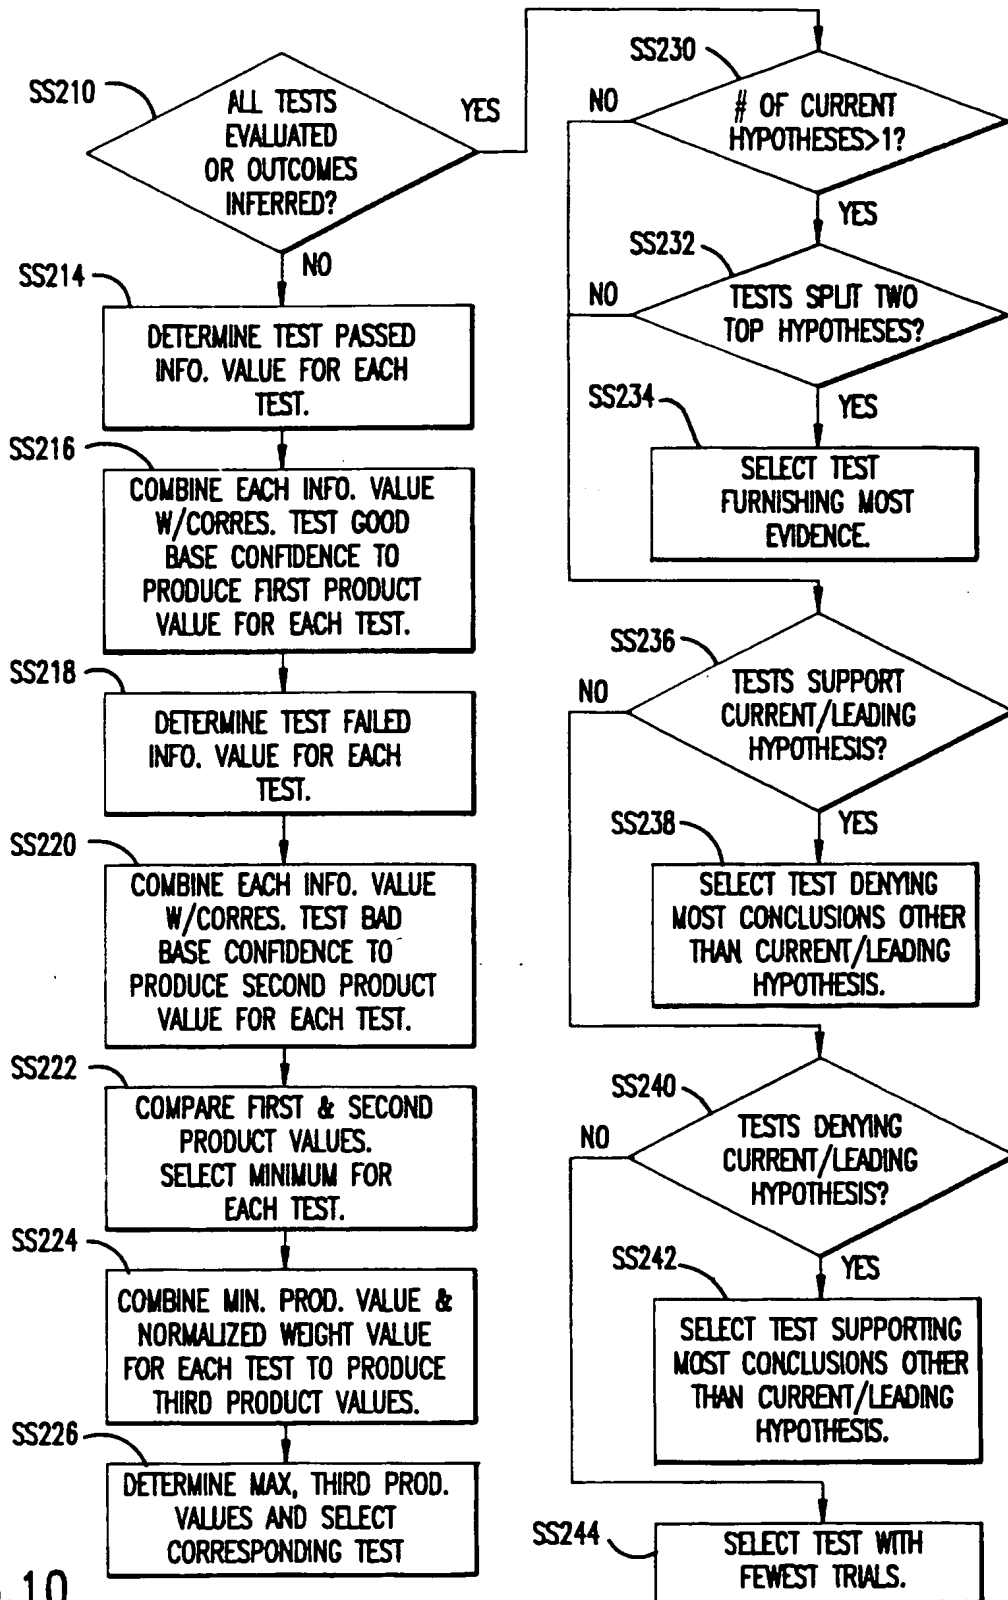 SS210
ALL TESTS
EVALUATED
OR OUTCOMES
INFERRED?
YES
NO
SS214
DETERMINE TEST PASSED
INFO. VALUE FOR EACH
TEST.
SS216
COMBINE EACH INFO. VALUE
W/CORRES. TEST GOOD
BASE CONFIDENCE TO
PRODUCE FIRST PRODUCT
VALUE FOR EACH TEST.
SS218
DETERMINE TEST FAILED
INFO. VALUE FOR EACH
TEST.
SS220
COMBINE EACH INFO. VALUE
W/CORRES. TEST BAD
BASE CONFIDENCE TO
PRODUCE SECOND PRODUCT
VALUE FOR EACH TEST.
SS222
COMPARE FIRST & SECOND
PRODUCT VALUES.
SELECT MINIMUM FOR
EACH TEST.
SS224
COMBINE MIN. PROD. VALUE &
NORMALIZED WEIGHT VALUE
FOR EACH TEST TO PRODUCE
THIRD PRODUCT VALUES.
SS226
DETERMINE MAX, THIRD PROD.
VALUES AND SELECT
CORRESPONDING TEST
SS230
NO
# OF CURRENT
HYPOTHESES>1?
YES
SS232
NO
TESTS SPLIT TWO
TOP HYPOTHESES?
YES
SS234
SELECT TEST
FURNISHING MOST
EVIDENCE.
SS236
NO
TESTS SUPPORT
CURRENT/LEADING
HYPOTHESIS?
YES
SS238
SELECT TEST DENYING
MOST CONCLUSIONS OTHER
THAN CURRENT/LEADING
HYPOTHESIS.
SS240
NO
TESTS DENYING
CURRENT/LEADING
HYPOTHESIS?
YES
SS242
SELECT TEST SUPPORTING
MOST CONCLUSIONS OTHER
THAN CURRENT/LEADING
HYPOTHESIS.
SS244
SELECT TEST WITH
FEWEST TRIALS.
.10